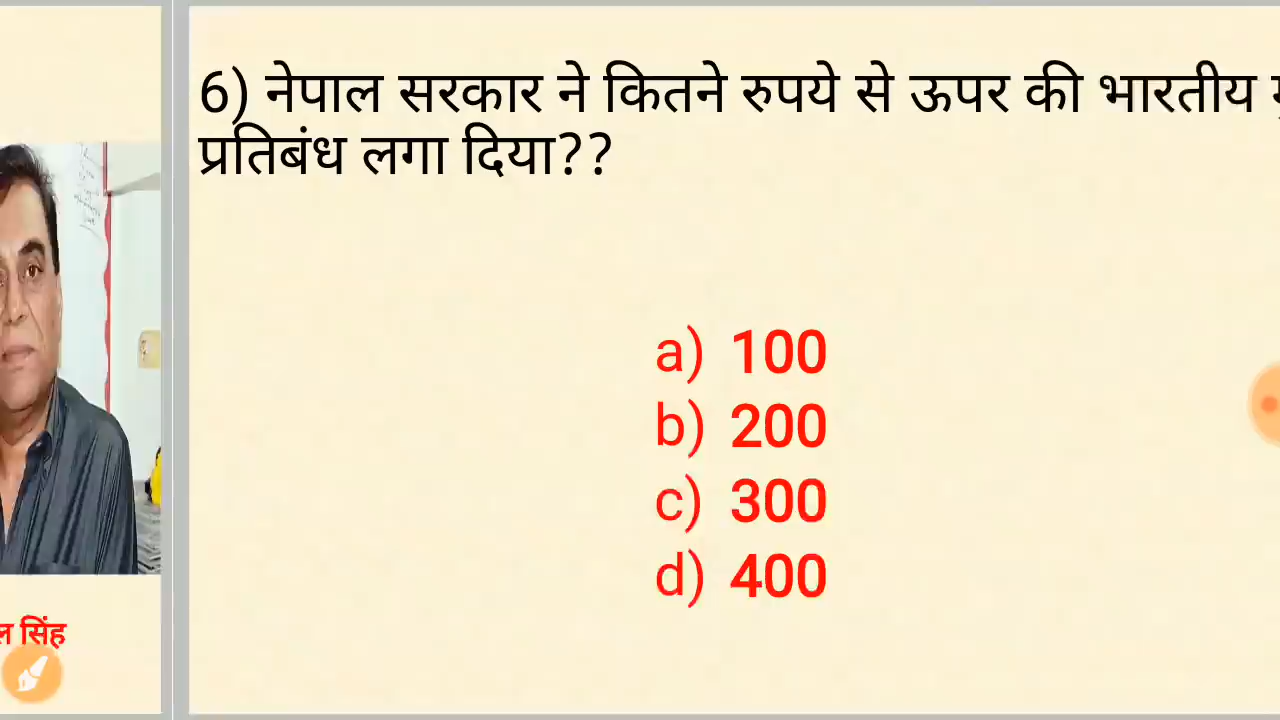 6) नेपाल सरकार ने कितने रुपये से ऊपर की भारतीय
प्रतिबंध लगा दिया??
a) 100
b) 200
c) 300
d) 400
सिंह